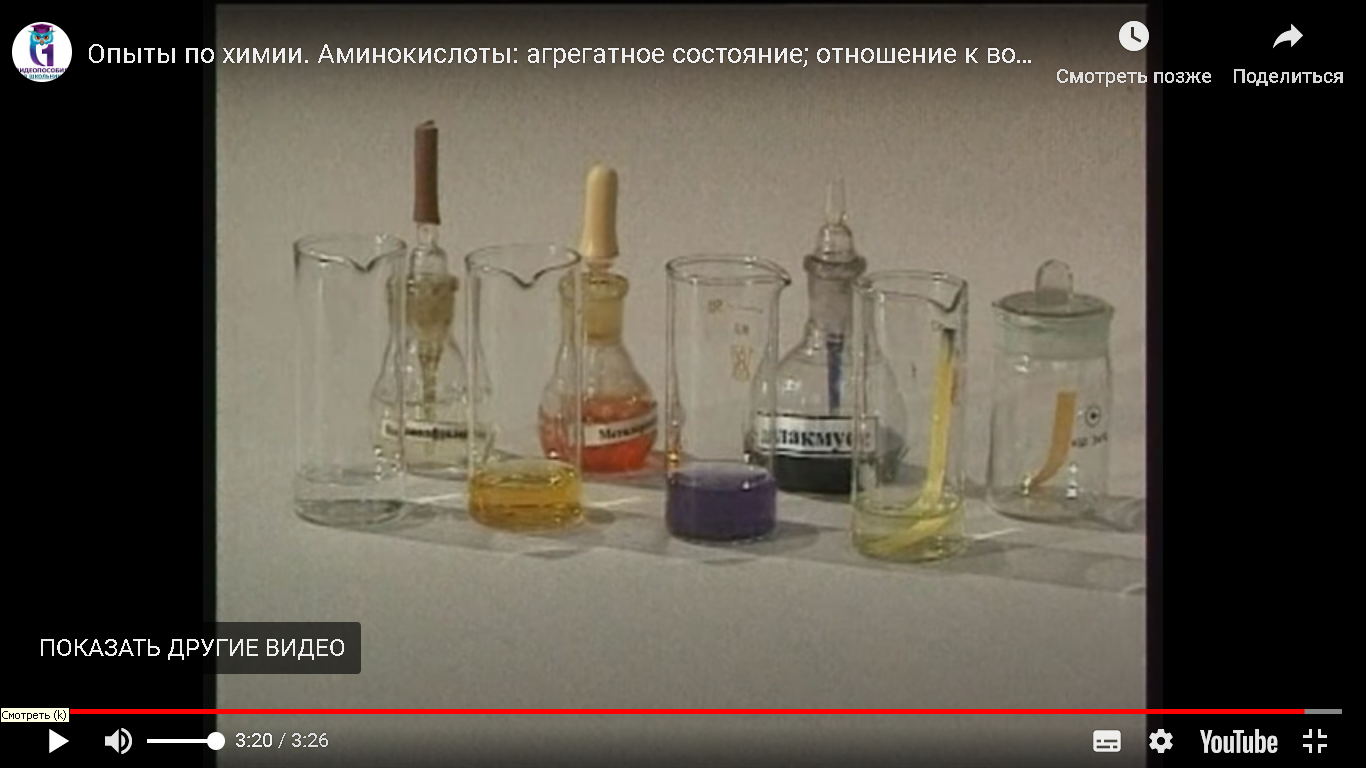 Опыты по химии. Аминокислоты: агрегатное состояние; отношение к во...
Смотреть позже
Поделиться
лакмус
ПОКАЗАТЬ ДРУГИЕ ВИДЕО
Смотреть (k)
3:20 / 3:26
YouTube